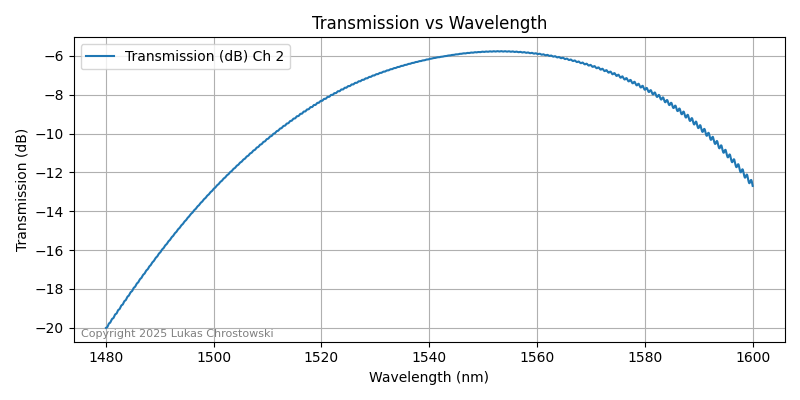 Transmission vs Wavelength
Transmission (dB) Ch 2
Transmission (dB)
−6
−8
−10
−12
−14
−16
−18
−20
Copyright 2025 Lukas Chrostowski
1480 1500 1520 1540 1560 1580 1600
Wavelength (nm)